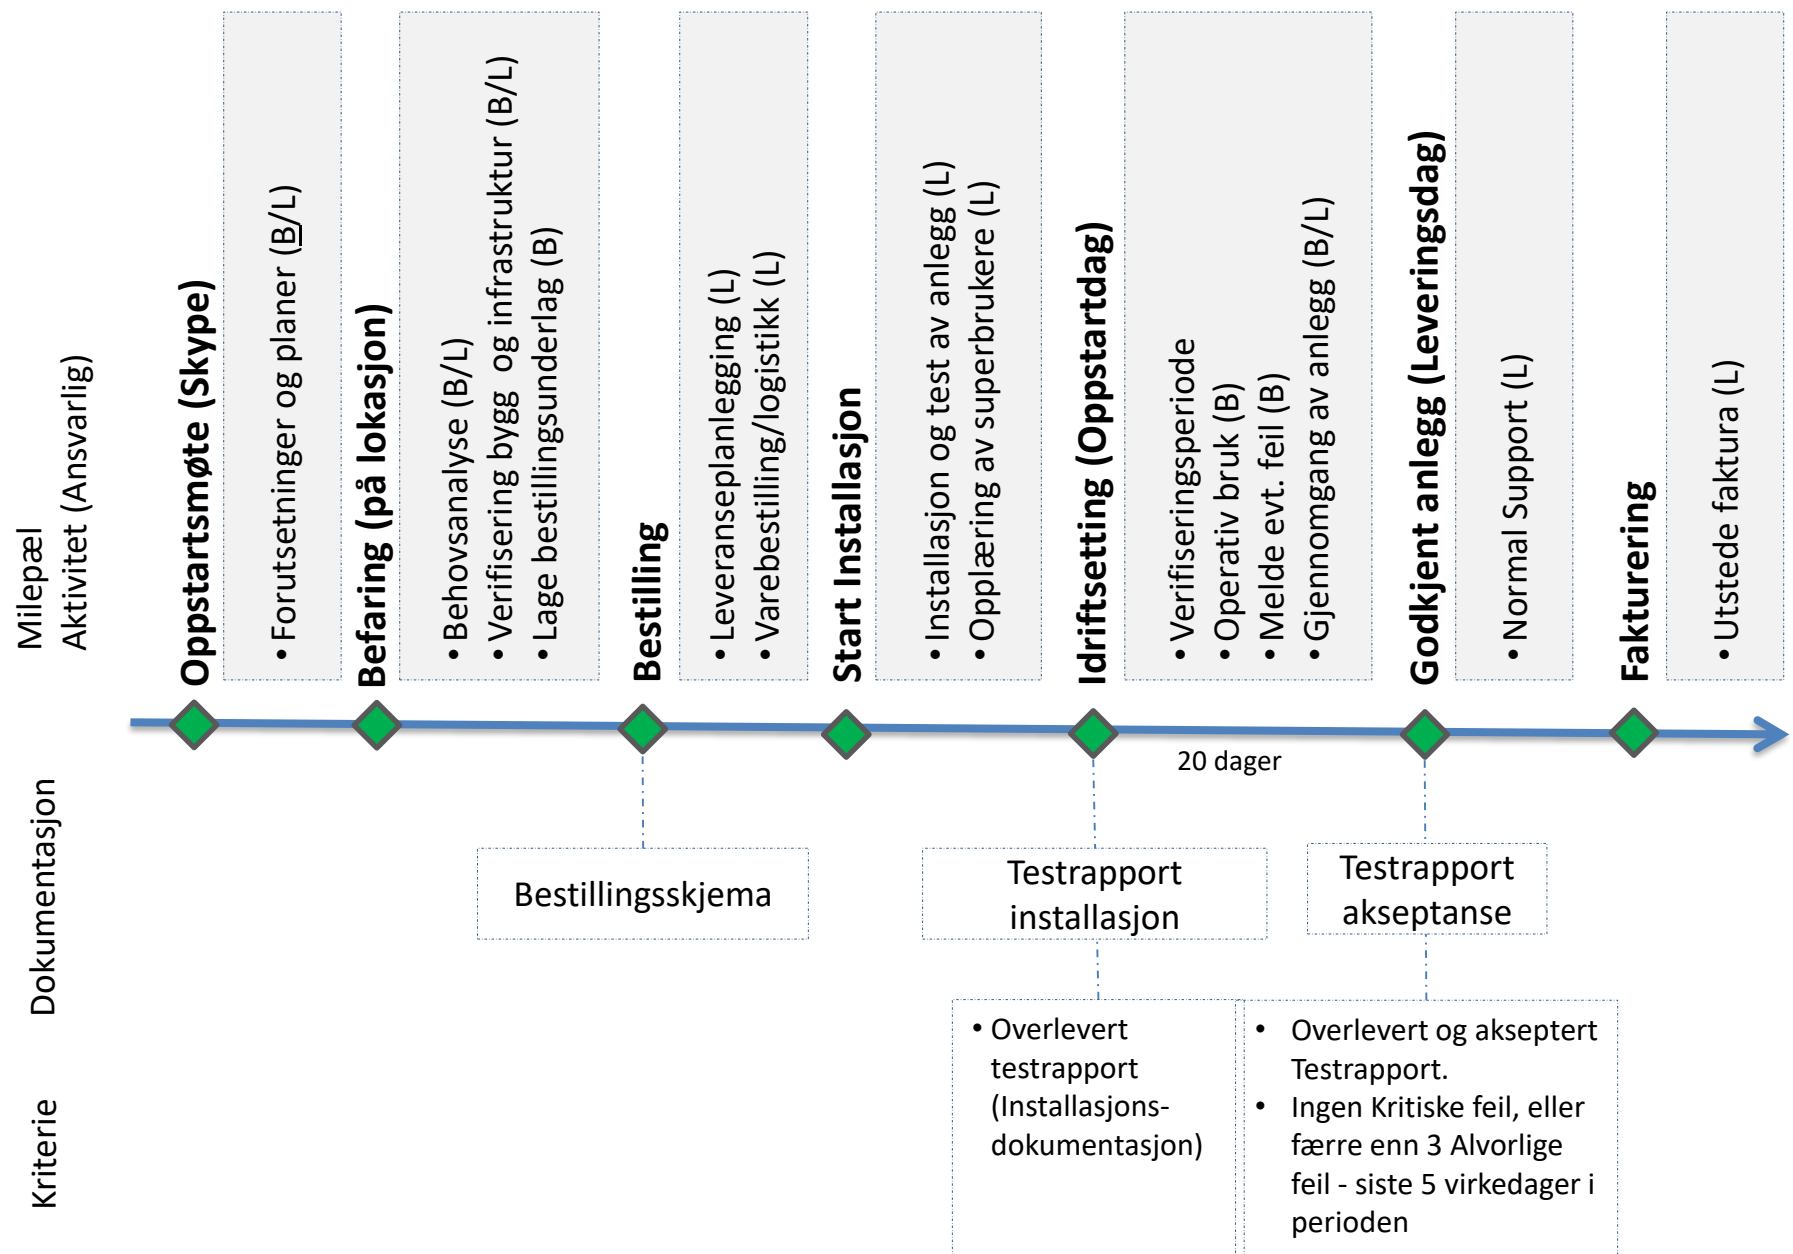 Milepæl
Aktivitet (Ansvarlig)
Oppstartsmøte (Skype)
• Forutsetninger og planer (B/L)
Befaring (på lokasjon)
• Behovsanalyse (B/L)
• Verifisering bygg  og infrastruktur (B/L)
• Lage bestillingsunderlag (B)
Bestilling
• Leveranseplanlegging (L)
• Varebestilling/logistikk (L)
Start Installasjon
• Installasjon og test av anlegg (L)
• Opplæring av superbrukere (L)
Idriftsetting (Oppstartdag)
• Verifiseringsperiode
• Operativ bruk (B)
• Melde evt. feil (B)
• Gjennomgang av anlegg (B/L)
Godkjent anlegg (Leveringsdag)
• Normal Support (L)
Fakturering
• Utstede faktura (L)
20 dager
Dokumentasjon
Bestillingsskjema
Testrapport
installasjon
Testrapport
akseptanse
Kriterie
• Overlevert
testrapport
(Installasjons-
dokumentasjon)
• Overlevert og akseptert
Testrapport.
• Ingen Kritiske feil, eller
færre enn 3 Alvorlige
feil - siste 5 virkedager i
perioden